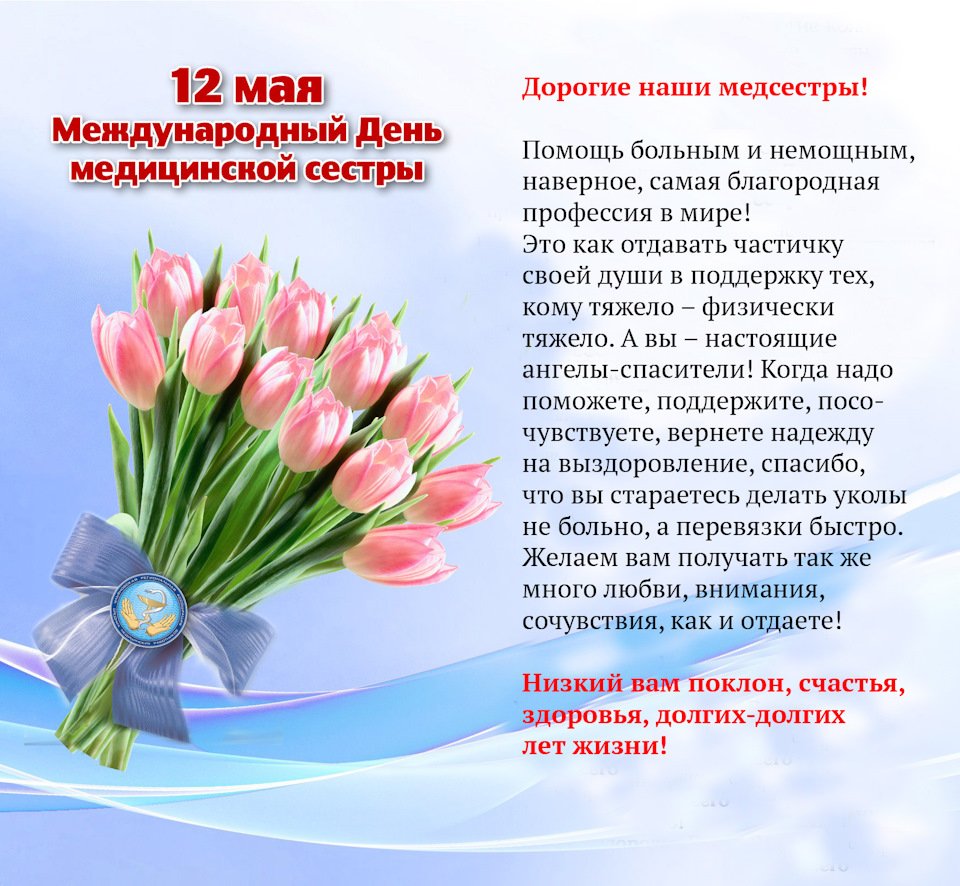 12 мая
Международный День
медицинской сестры
Дорогие наши медсестры!
Помощь больным и немощным,
наверное, самая благородная
профессия в мире!
Это как отдавать частичку
своей души в поддержку тех,
кому тяжело – физически
тяжело. А вы – настоящие
ангелы-спасители! Когда надо
поможете, поддержите, посо-
чувствуете, вернете надежду
на выздоровление, спасибо,
что вы стараетесь делать уколы
не больно, а перевязки быстро.
Желаем вам получать так же
много любви, внимания,
сочувствия, как и отдаете!
Низкий вам поклон, счастья,
здоровья, долгих-долгих
лет жизни!